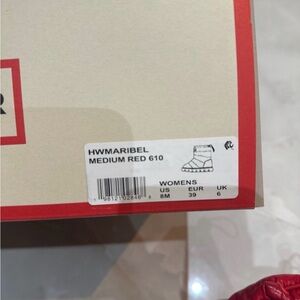 R
HWMARIBEL
MEDIUM RED 610
WOMENS
US EUR UK
8M 39 6